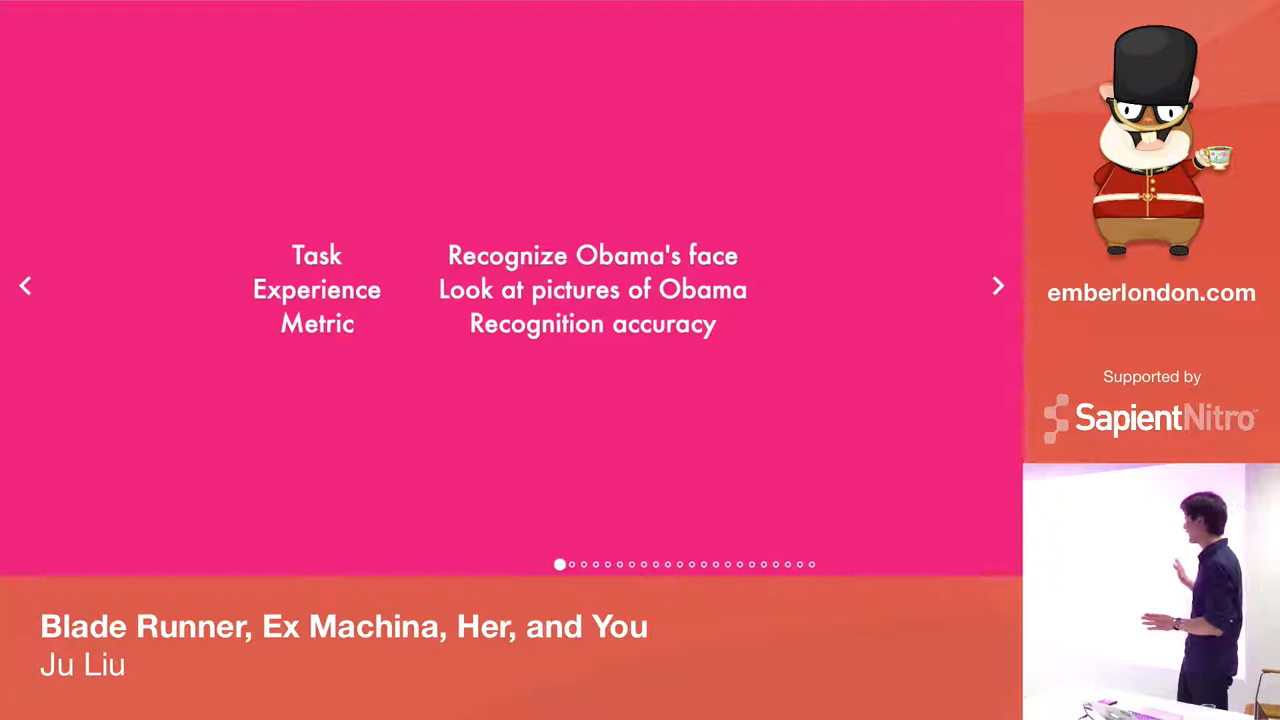 Task
Experience
Metric
Recognize Obama's face
Look at pictures of Obama
Recognition accuracy
emberlondon.com
Supported by
SapientNitro
Blade Runner, Ex Machina, Her, and You
Ju Liu